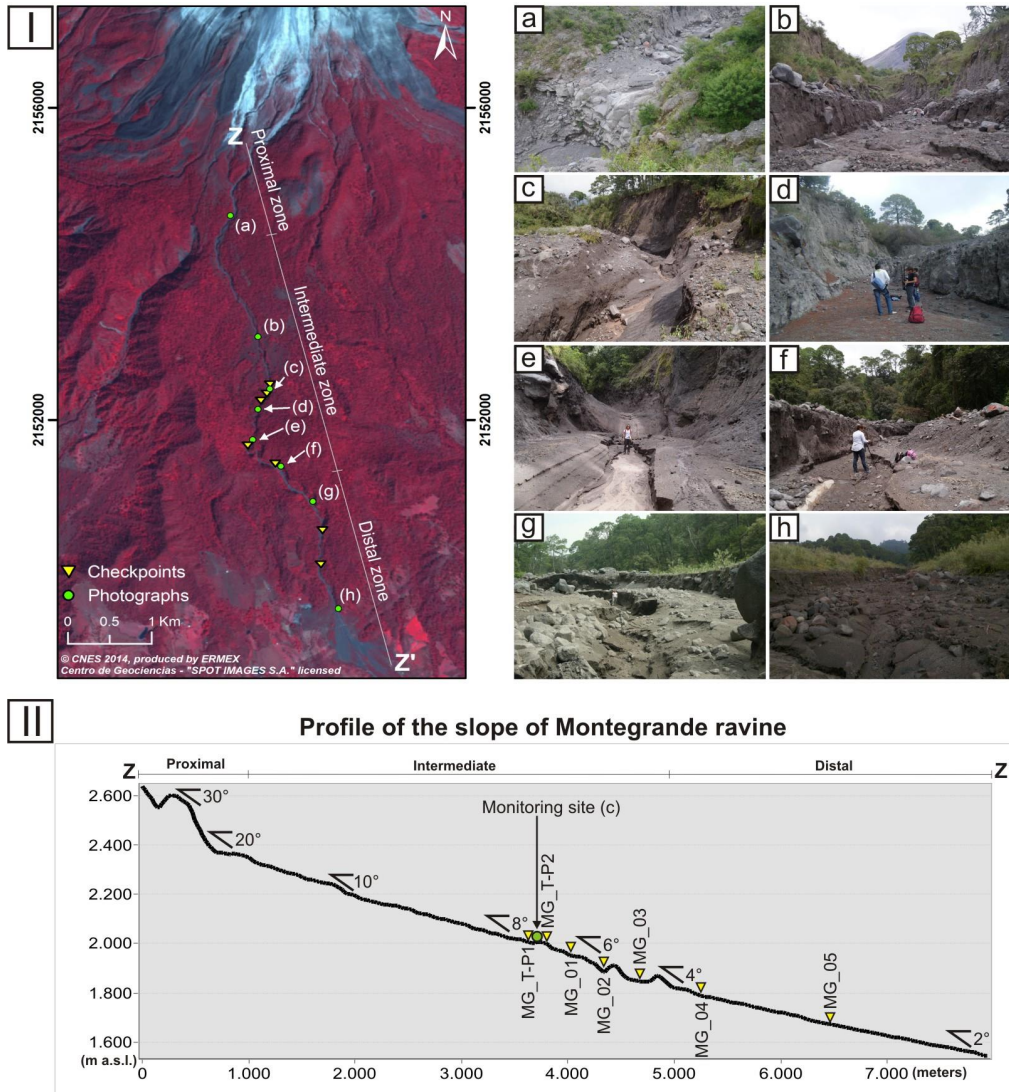 I
N
2156000
2156000
Z
Proximal zone
(a)
Intermediate zone
(b)
(c)
2152000
2152000
(d)
(e)
(f)
(g)
Distal zone
Checkpoints
Photographs
(h)
0 0.5 1 Km
Z'
© CNES 2014, produced by ERMEX
Centro de Geociencias - "SPOT IMAGES S.A." licensed
a
b
c
d
e
f
g
h
II
Profile of the slope of Montegrande ravine
Z Proximal Intermediate Distal Z
2.600
2.400
2.200
2.000
1.800
1.600
(m a.s.l.)
30°
20°
10°
8°
6°
4°
2°
Monitoring site (c)
MG_T-P1
MG_T-P2
MG_01
MG_02
MG_03
MG_04
MG_05
0 1.000 2.000 3.000 4.000 5.000 6.000 7.000 (meters)